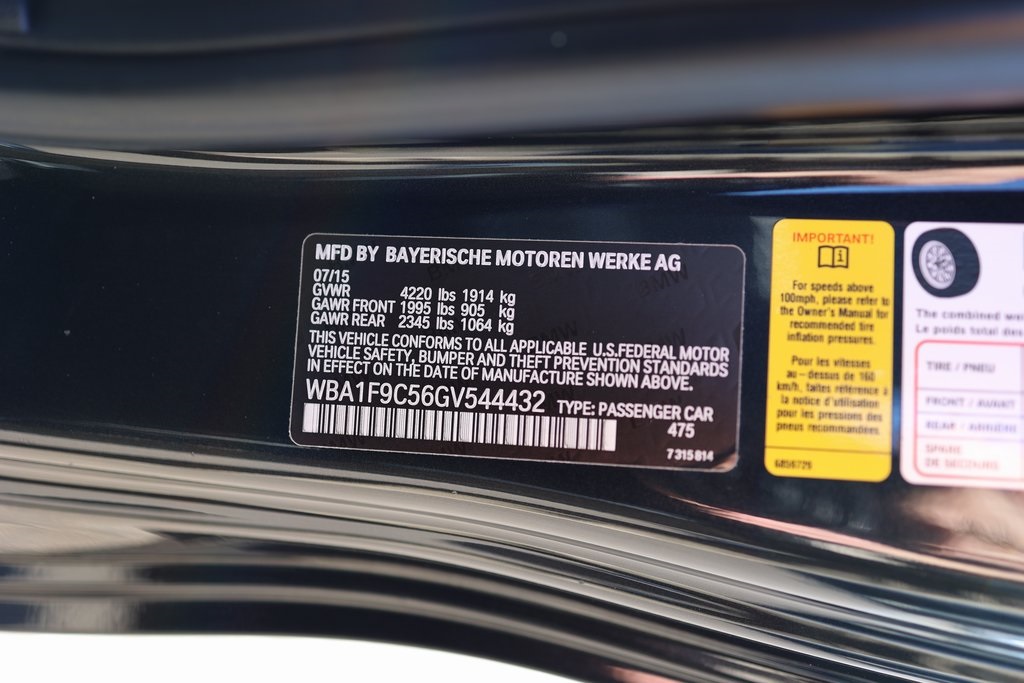 MFD BY BAYERISCHE MOTOREN WERKE AG
07/15
GVWR 4220 lbs 1914 kg
GAWR FRONT 1995 lbs 905 kg
GAWR REAR 2345 lbs 1064 kg
THIS VEHICLE CONFORMS TO ALL APPLICABLE U.S.FEDERAL MOTOR
VEHICLE SAFETY, BUMPER AND THEFT PREVENTION STANDARDS
IN EFFECT ON THE DATE OF MANUFACTURE SHOWN ABOVE.
WBA1F9C56GV544432 TYPE: PASSENGER CAR
475
7 315 814
IMPORTANT!
For speeds above
100mph, please refer to
the Owner's Manual for
recommended tire
inflation pressures.
Pour les vitesses
au-dessus de 160
km/h, faites référence à
la notice d'utilisation
pour les pressions des
pneus recommandées.
6856729
The combined
Le poids total des
TIRE / PNEU
FRONT / AVANT
REAR / ARRIÈRE
SPARE
DE SECOURS